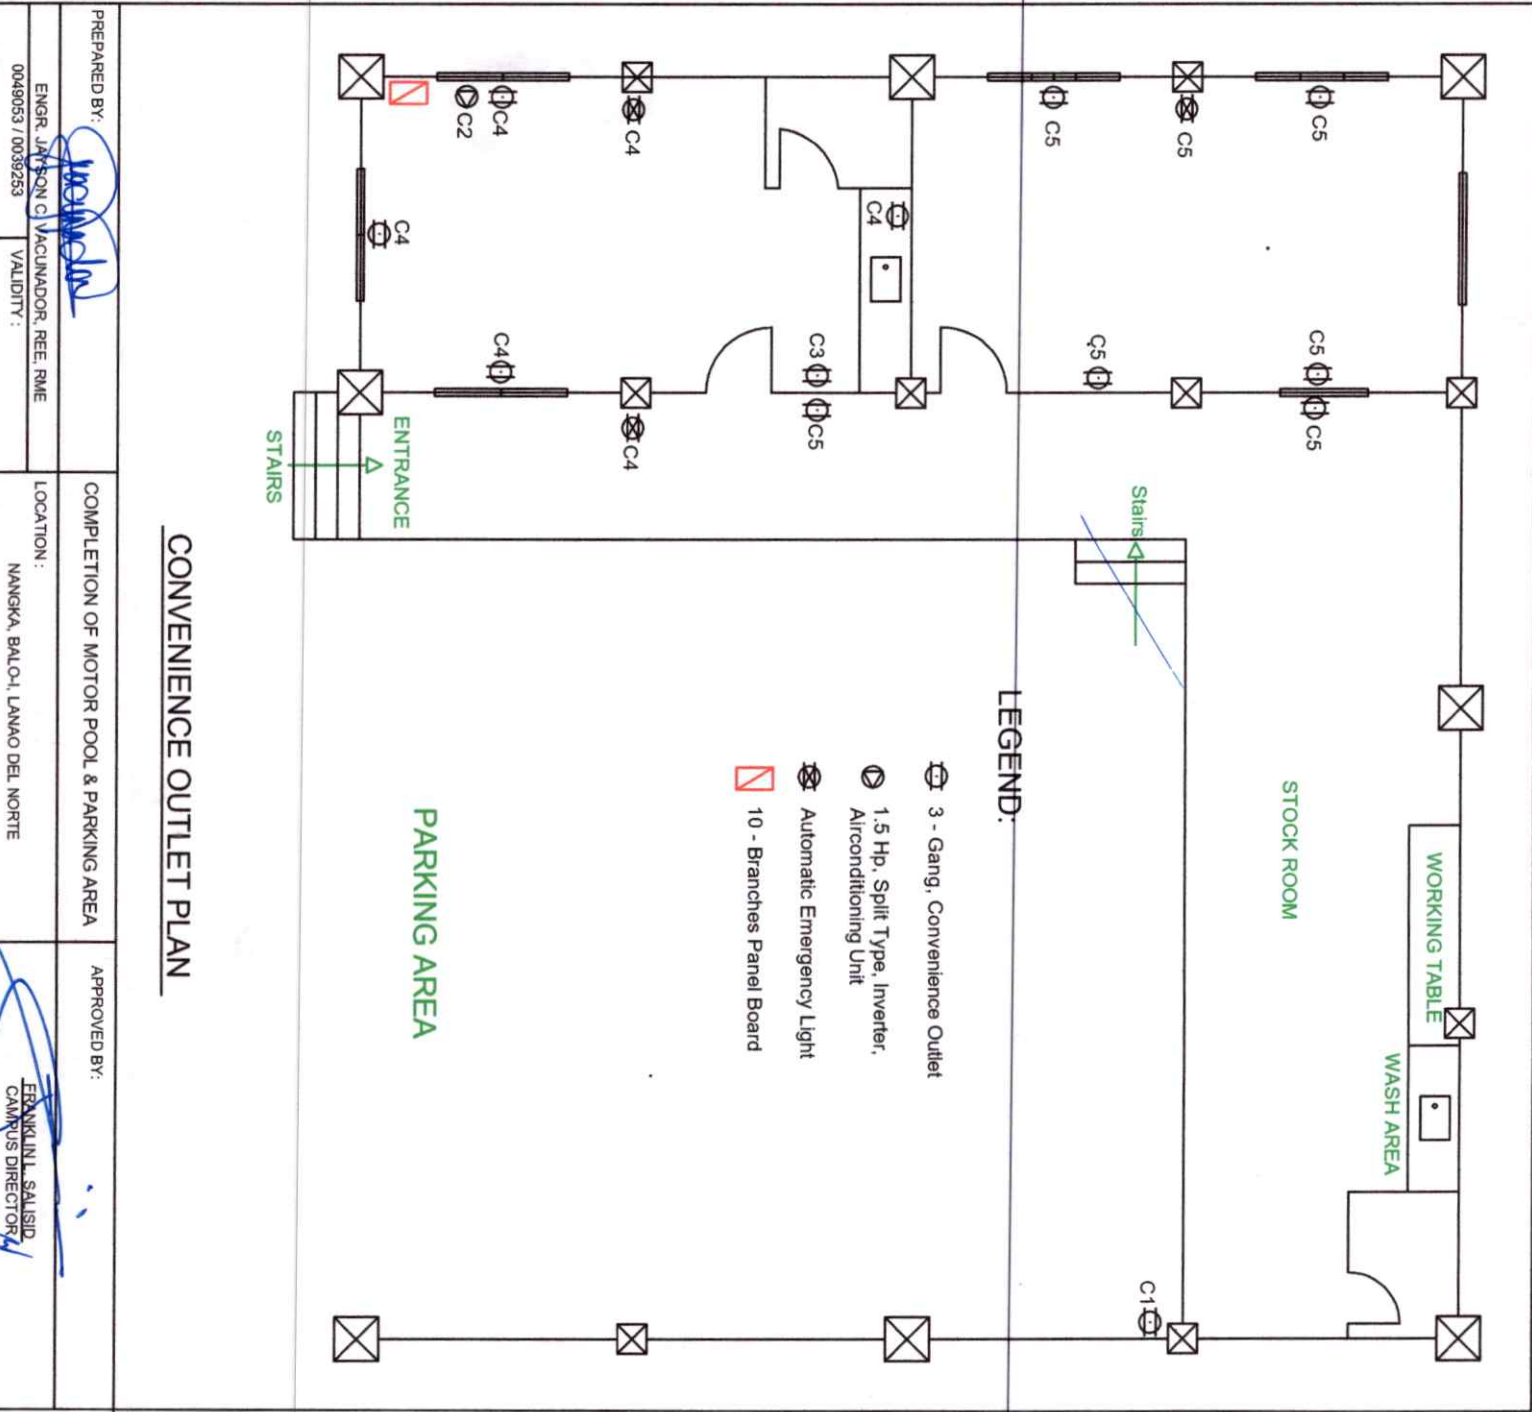 C5
C5
C5
C4
C4
C2
C4
C4
C5
C5
C5
C3
C5
C4
C4
ENTRANCE
STAIRS
Stairs
STOCK ROOM
WORKING TABLE
WASH AREA
C1
LEGEND:
3 - Gang, Convenience Outlet
1.5 Hp, Split Type, Inverter,
Airconditioning Unit
Automatic Emergency Light
10 - Branches Panel Board
PARKING AREA
CONVENIENCE OUTLET PLAN
PREPARED BY:
ENGR. JAYSON C. VACUNADOR, REE, RME
0049053 / 0039253
VALIDITY :
COMPLETION OF MOTOR POOL & PARKING AREA
LOCATION :
NANGKA, BALO-I, LANAO DEL NORTE
APPROVED BY:
FRANKLIN L. SALISID
CAMPUS DIRECTOR